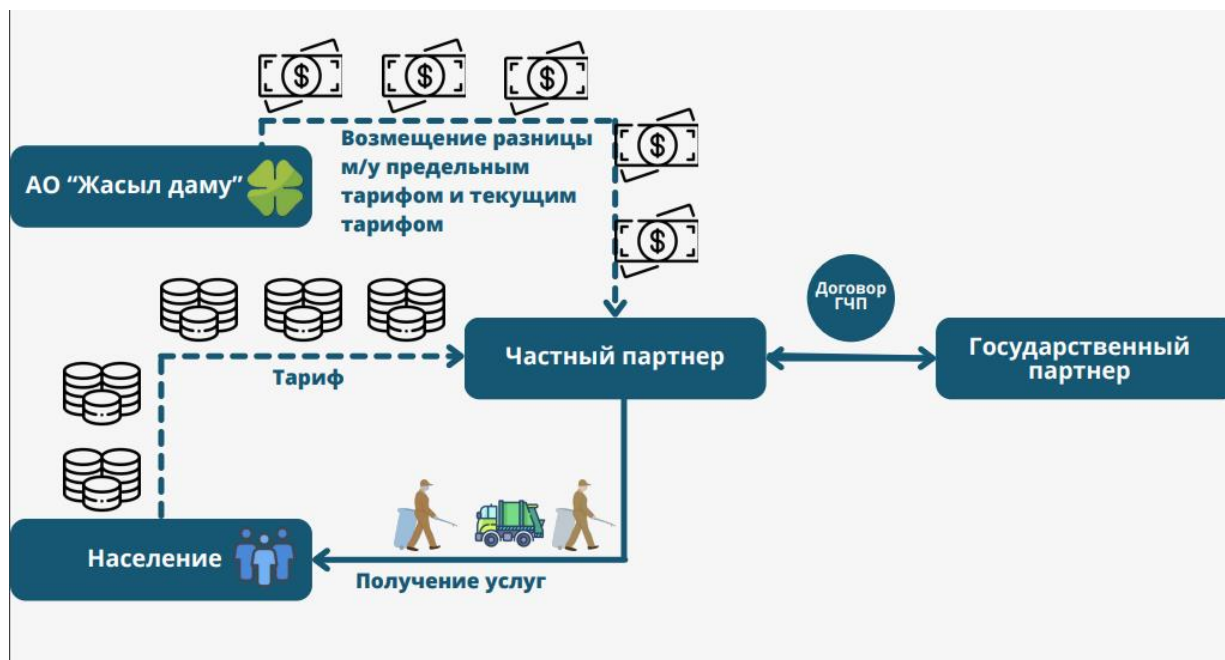 Возмещение разницы
м/у предельным
тарифом и текущим
тарифом
АО “Жасыл даму”
Договор
ГЧП
Частный партнер
Государственный
партнер
Тариф
Население
Получение услуг